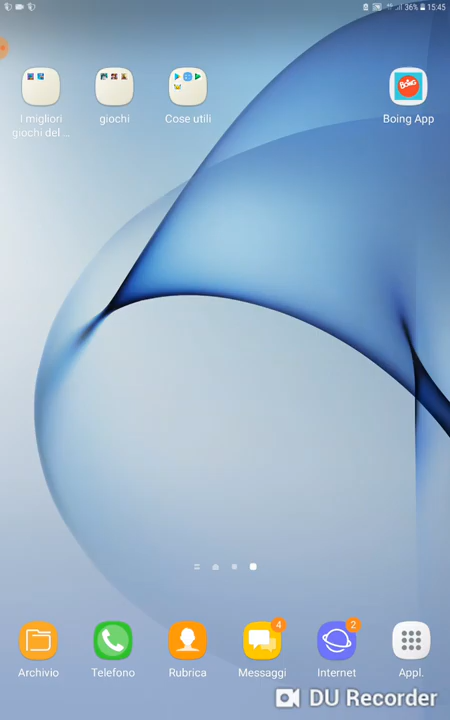 36% 15:45
BOING
I migliori giochi del ...
giochi
Cose utili
Boing App
4
2
Archivio
Telefono
Rubrica
Messaggi
Internet
Appl.
DU Recorder